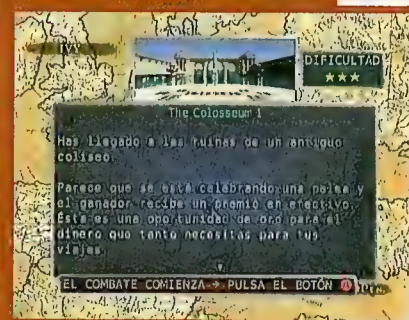 IVY
DIFICULTAD
The Colosseum 1
Has llegado a las ruinas de un antiguo
coliseo.
Parece que se está celebrando una pelea y
el ganador recibe un premio en efectivo.
Ésta es una oportunidad de oro para el
dinero que tanto necesitas para tus
viajes.
EL COMBATE COMIENZA→ PULSA EL BOTÓN A